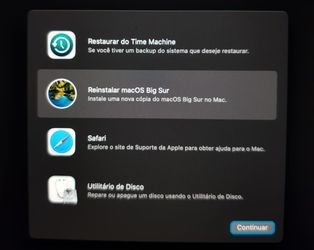 Restaurar do Time Machine
Se você tiver um backup do sistema que deseje restaurar.
Reinstalar macOS Big Sur
Instale uma nova cópia do macOS Big Sur no Mac.
Safari
Explore o site de Suporte da Apple para obter ajuda para o Mac.
Utilitário de Disco
Repare ou apague um disco usando o Utilitário de Disco.
Continuar